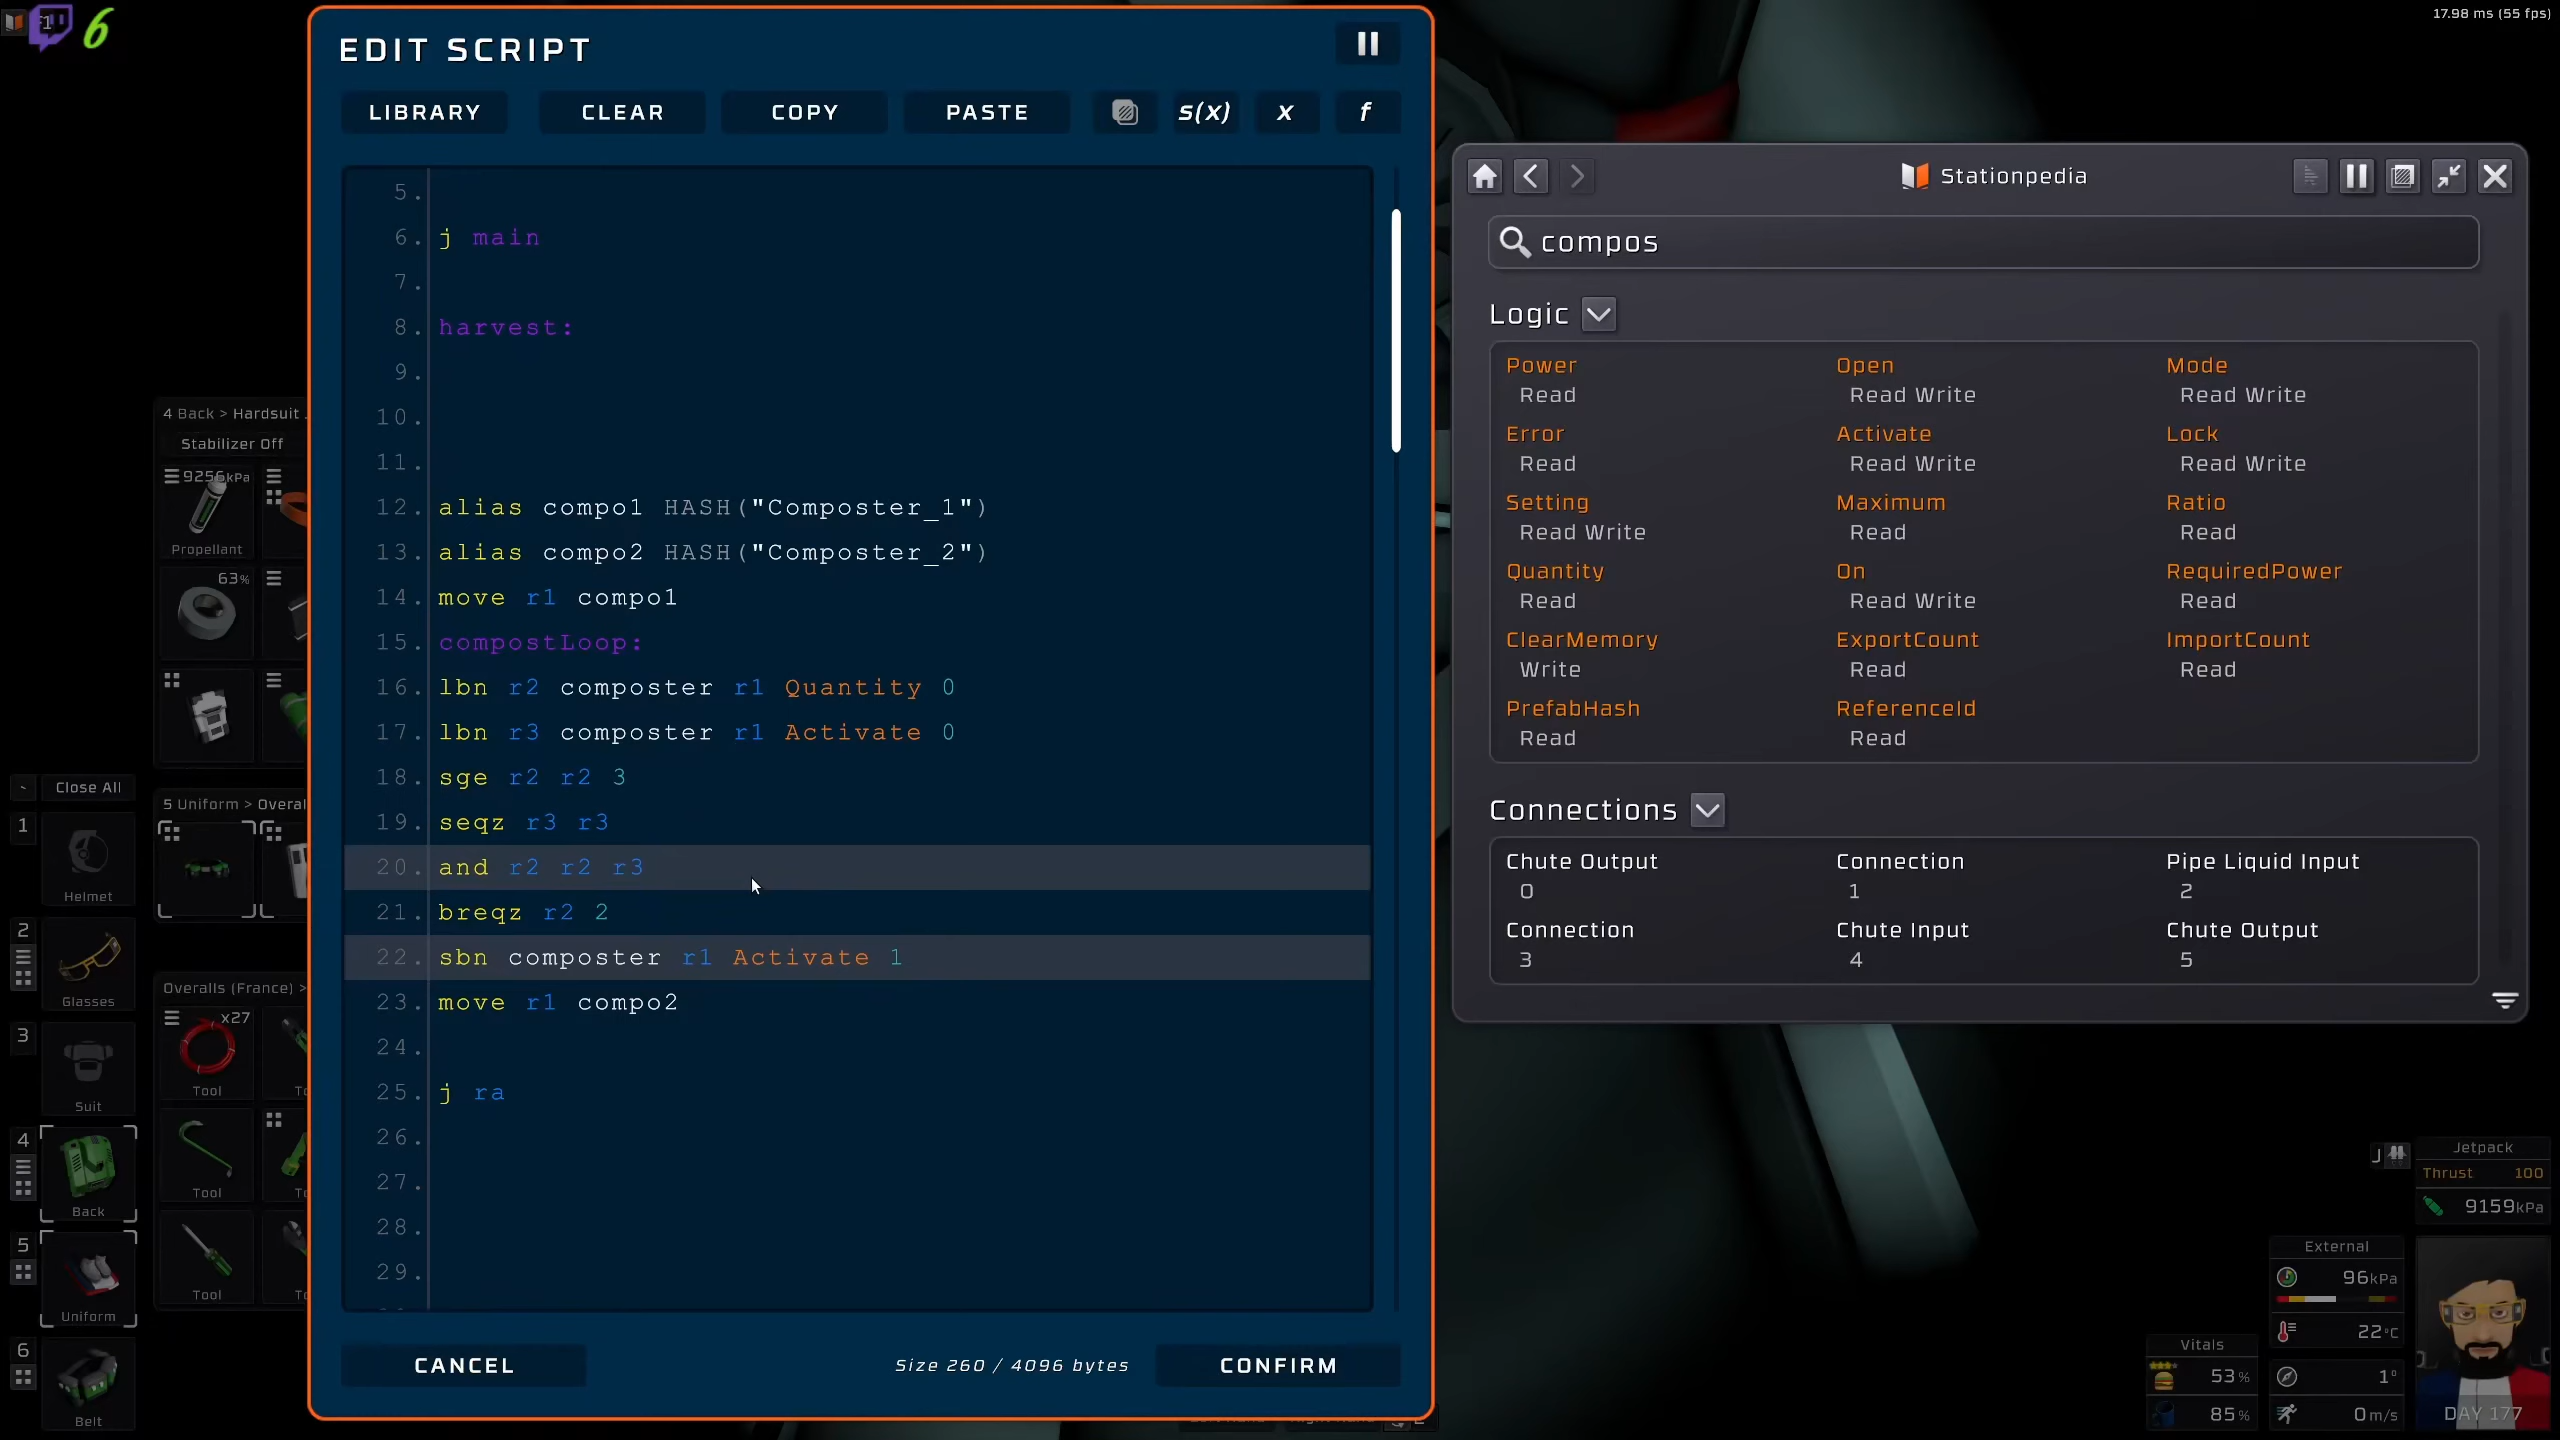 6
17.98 ms (55 fps)
EDIT SCRIPT
LIBRARY CLEAR COPY PASTE S(X) X f
5.
6. j main
7.
8. harvest:
9.
10.
11.
12. alias compo1 HASH("Composter_1")
13. alias compo2 HASH("Composter_2")
14. move r1 compo1
15. compostLoop:
16. lbn r2 composter r1 Quantity 0
17. lbn r3 composter r1 Activate 0
18. sge r2 r2 3
19. seqz r3 r3
20. and r2 r2 r3
21. breqz r2 2
22. sbn composter r1 Activate 1
23. move r1 compo2
24.
25. j ra
26.
27.
28.
29.
CANCEL Size 260 / 4096 bytes CONFIRM
Stationpedia
compos
Logic
Power Open Mode
Read Read Write Read Write
Error Activate Lock
Read Read Write Read Write
Setting Maximum Ratio
Read Write Read Read
Quantity On RequiredPower
Read Read Write Read
ClearMemory ExportCount ImportCount
Write Read Read
PrefabHash ReferenceId
Read Read
Connections
Chute Output Connection Pipe Liquid Input
0 1 2
Connection Chute Input Chute Output
3 4 5
4 Back > Hardsuit
Stabilizer Off
9256kPa
Propellant
63%
~ Close All
1
Helmet
2
Glasses
3
Suit
4
Back
5
Uniform
6
Belt
5 Uniform > Overal
Overalls (France) >
x27
Tool
Tool
Tool
J
Jetpack
Thrust 100
9159kPa
External
96kPa
22°C
Vitals
53%
1°
85%
0m/s
DAY 177